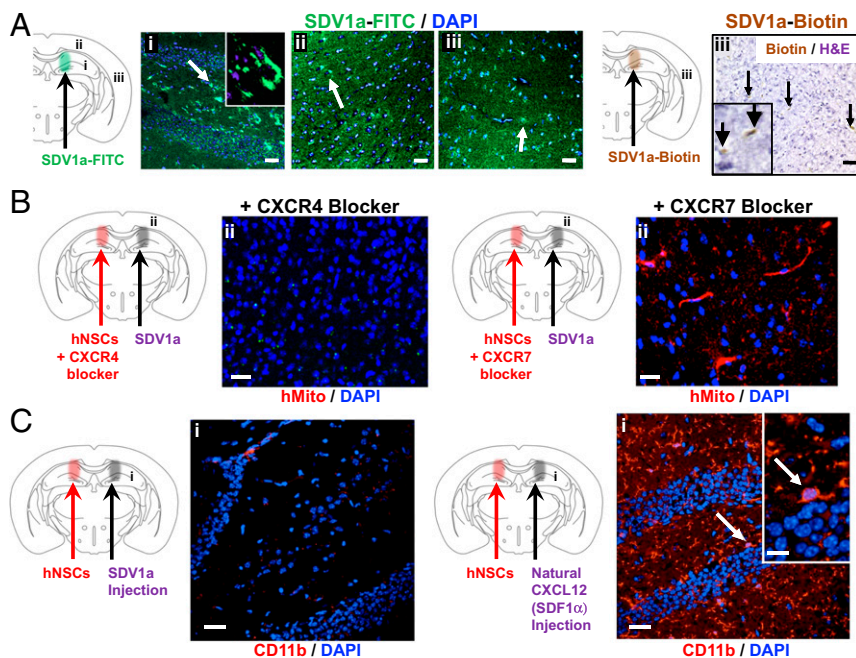 A
SDV1a-FITC / DAPI
SDV1a-Biotin
ii
i
iii
SDV1a-FITC
i
ii
iii
iii
SDV1a-Biotin
iii
Biotin / H&E
B
+ CXCR4 Blocker
+ CXCR7 Blocker
ii
hNSCs
+ CXCR4
blocker
SDV1a
ii
hMito / DAPI
ii
hNSCs
+ CXCR7
blocker
SDV1a
ii
hMito / DAPI
C
i
hNSCs
SDV1a
Injection
i
CD11b / DAPI
i
hNSCs
Natural
CXCL12
(SDF1α)
Injection
i
CD11b / DAPI